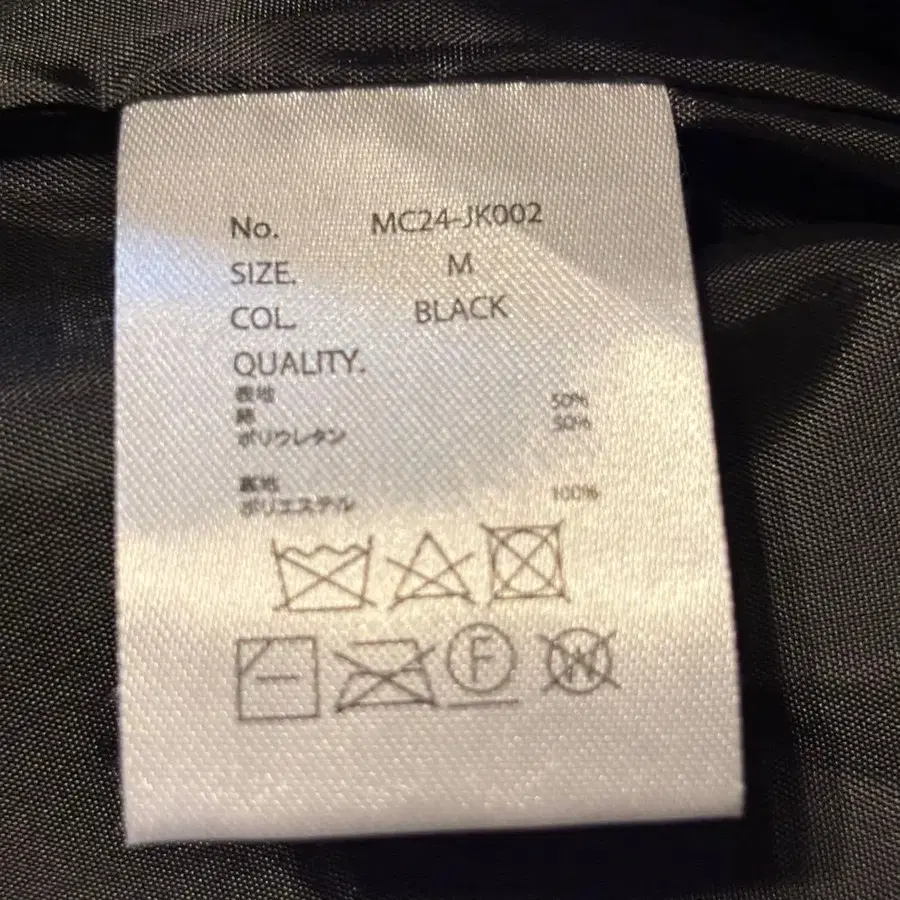 No. MC24-JK002
SIZE. M
COL. BLACK
QUALITY.
表地 50%
綿 50%
ポリウレタン
裏地
ポリエステル 100%
F
W